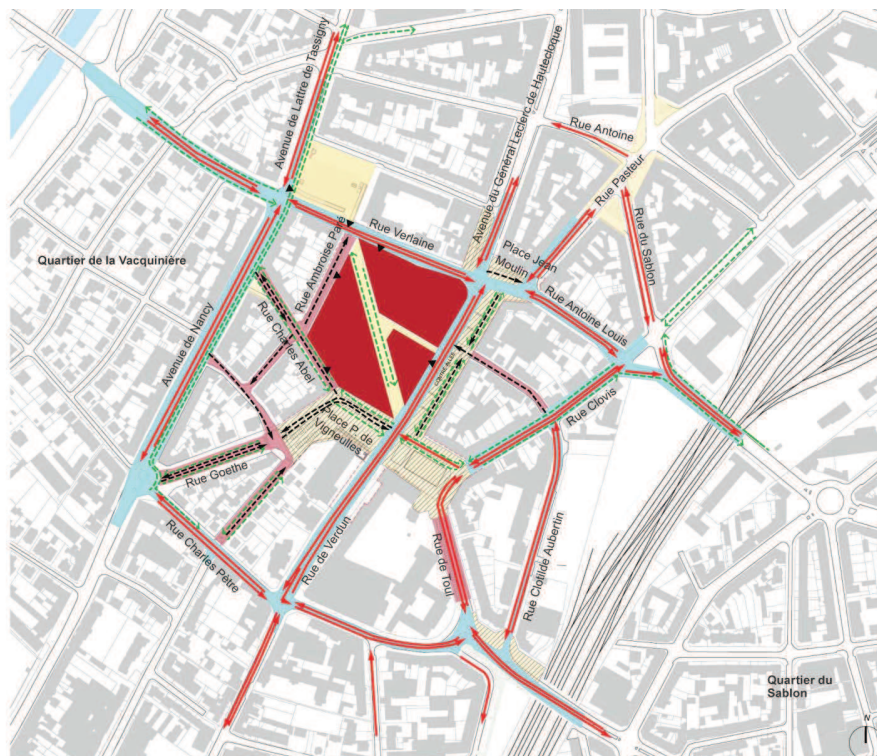 Avenue de Lattre de Tassigny
Avenue du Général Leclerc de Hautecloque
Rue Antoine
Rue Pasteur
Rue du Sablon
Rue Verlaine
Place Jean
Moulin
Quartier de la Vacquinière
Rue Ambroise Paré
Rue Antoine Louis
Avenue de Nancy
Rue Charles Abel
Rue Clovis
Place P. de
Vigneulles
Rue Goethe
Rue Charles Pêtre
Rue de Verdun
Rue de Toul
Rue Clotilde Aubertin
Quartier du
Sablon
N